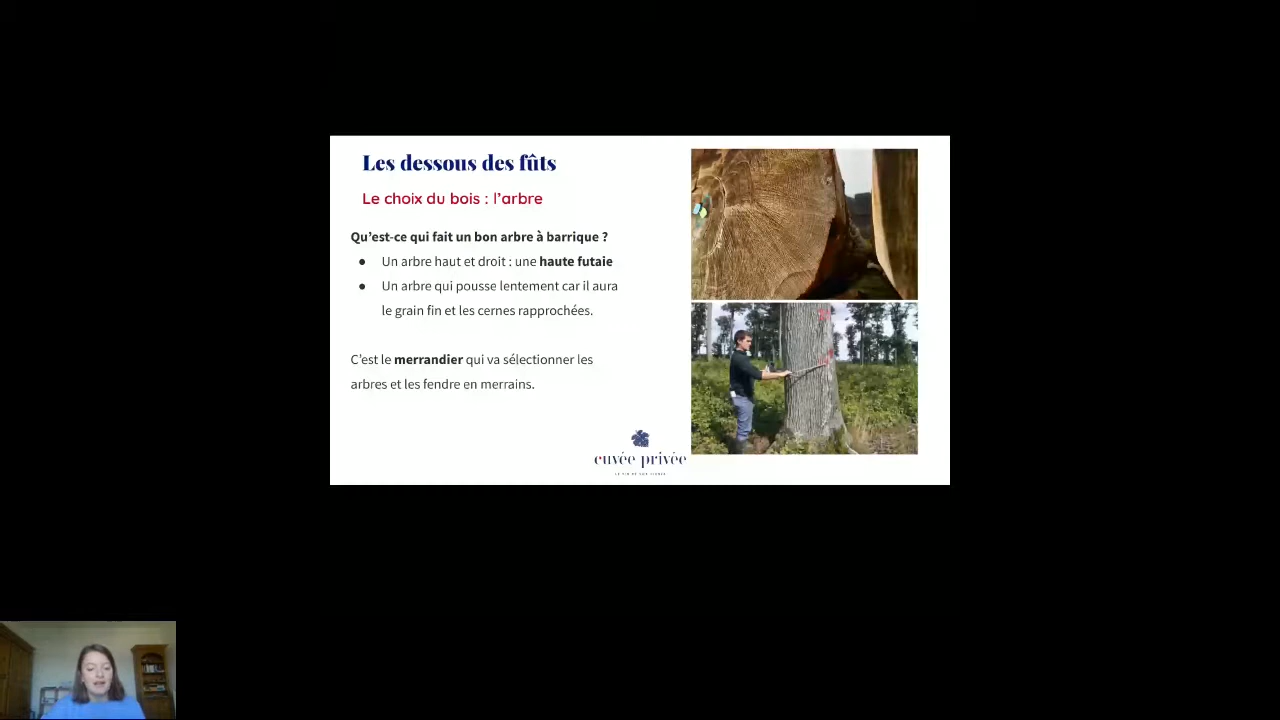 Les dessous des fûts
Le choix du bois : l'arbre
Qu'est-ce qui fait un bon arbre à barrique ?
● Un arbre haut et droit : une haute futaie
● Un arbre qui pousse lentement car il aura
le grain fin et les cernes rapprochées.
C'est le merrandier qui va sélectionner les
arbres et les fendre en merrains.
cuvée privée